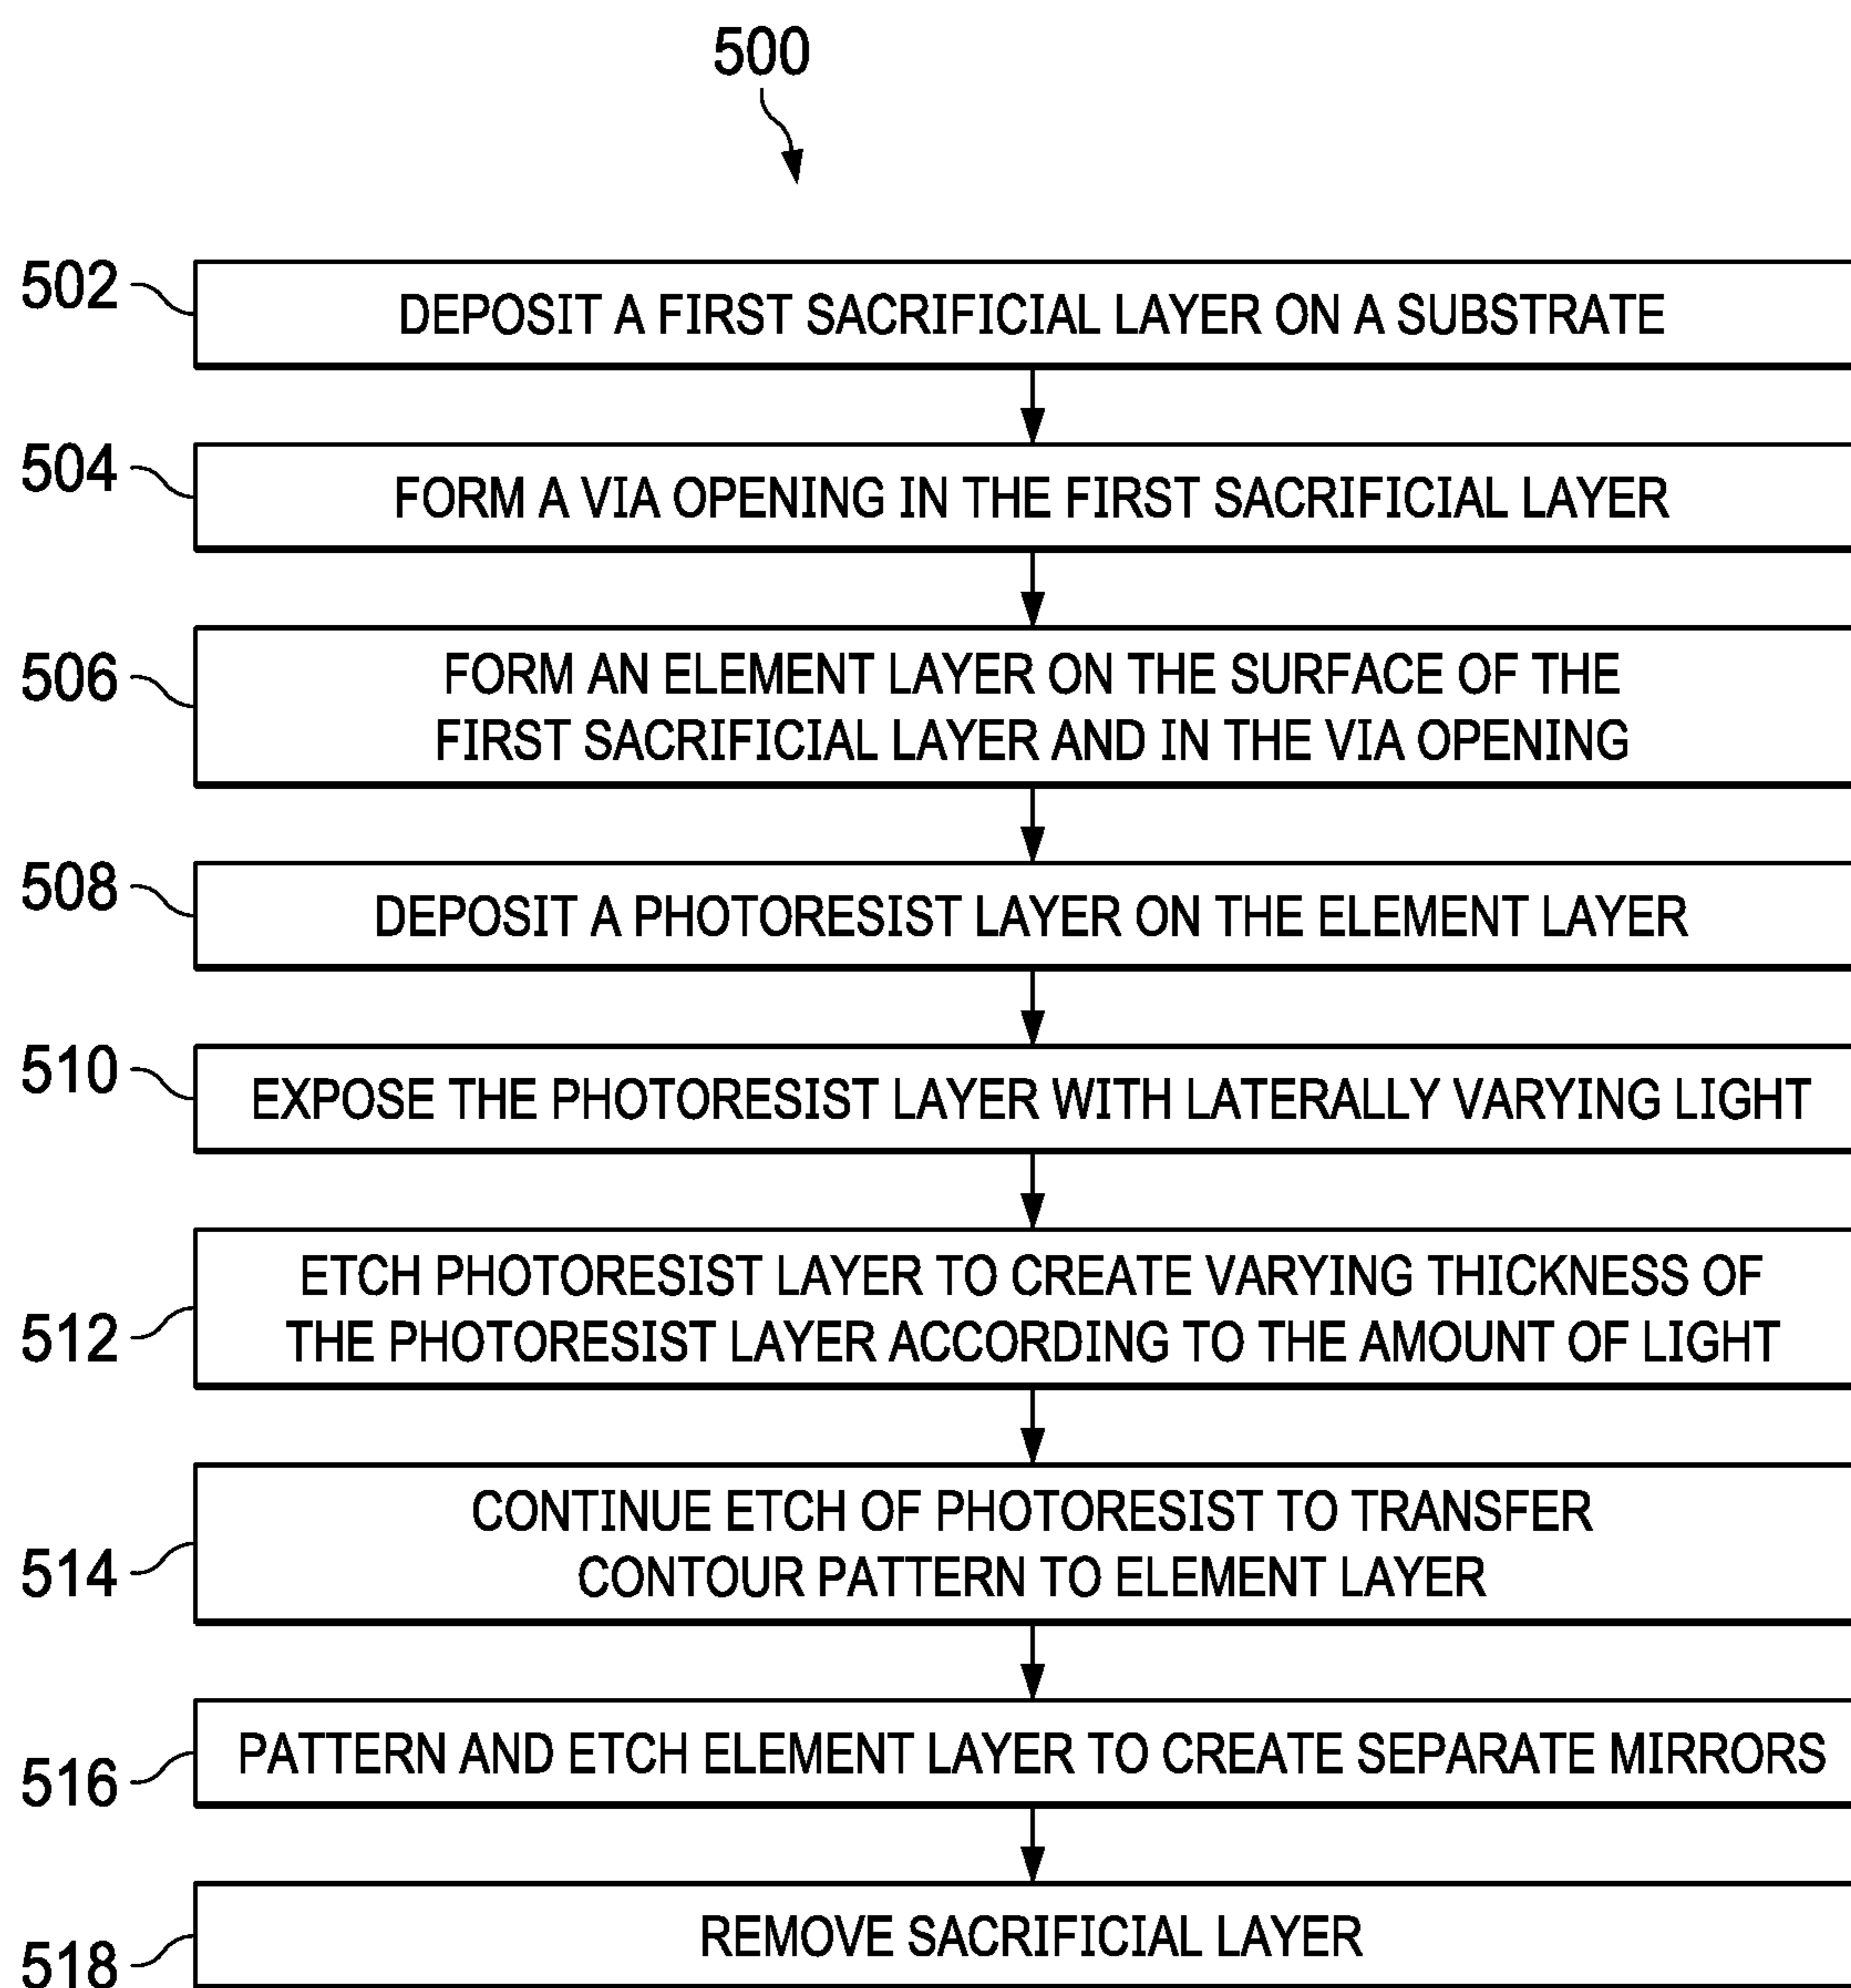 500
502
DEPOSIT A FIRST SACRIFICIAL LAYER ON A SUBSTRATE
504
FORM A VIA OPENING IN THE FIRST SACRIFICIAL LAYER
506
FORM AN ELEMENT LAYER ON THE SURFACE OF THE
FIRST SACRIFICIAL LAYER AND IN THE VIA OPENING
508
DEPOSIT A PHOTORESIST LAYER ON THE ELEMENT LAYER
510
EXPOSE THE PHOTORESIST LAYER WITH LATERALLY VARYING LIGHT
512
ETCH PHOTORESIST LAYER TO CREATE VARYING THICKNESS OF
THE PHOTORESIST LAYER ACCORDING TO THE AMOUNT OF LIGHT
514
CONTINUE ETCH OF PHOTORESIST TO TRANSFER
CONTOUR PATTERN TO ELEMENT LAYER
516
PATTERN AND ETCH ELEMENT LAYER TO CREATE SEPARATE MIRRORS
518
REMOVE SACRIFICIAL LAYER